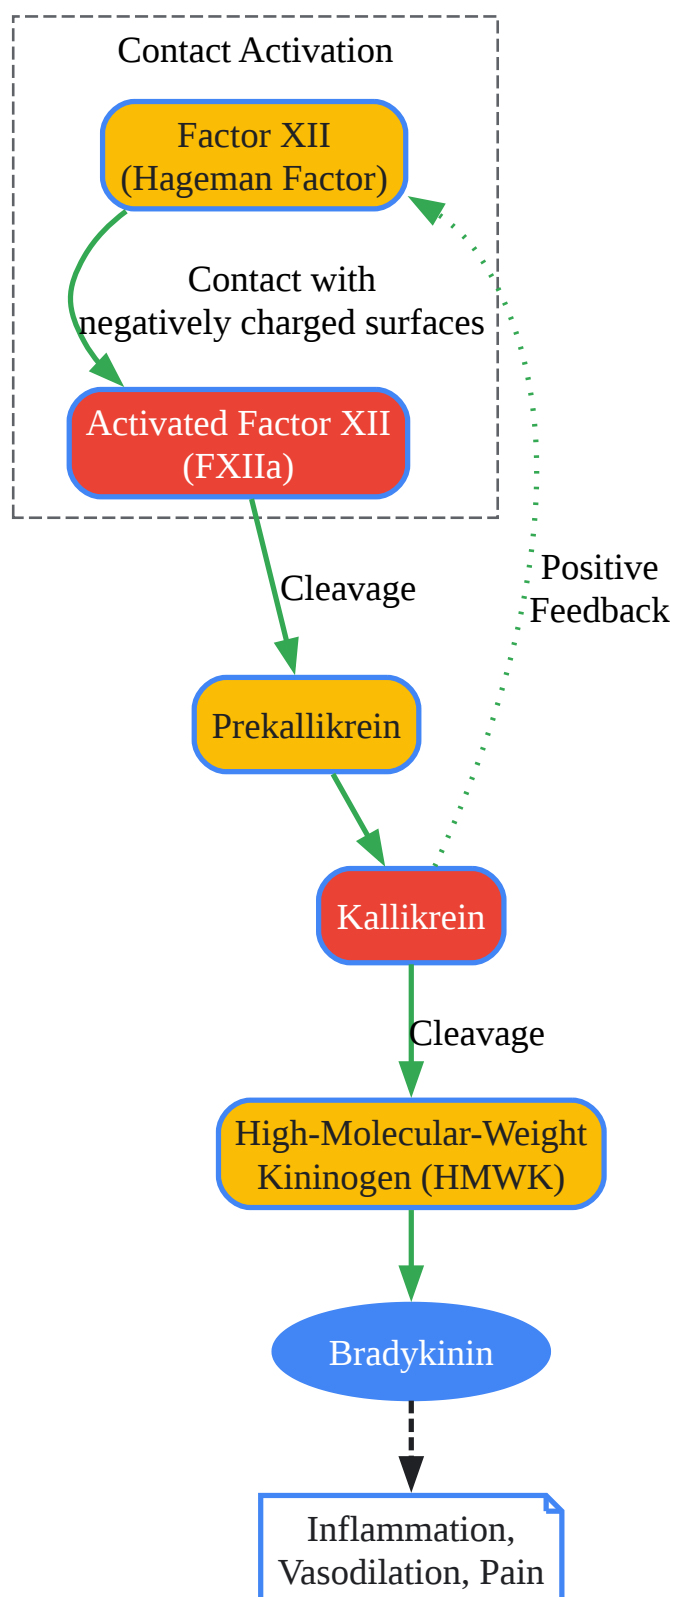 Contact Activation
Factor XII
(Hageman Factor)
Contact with
negatively charged surfaces
Activated Factor XII
(FXIIa)
Cleavage
Positive
Feedback
Prekallikrein
Kallikrein
Cleavage
High-Molecular-Weight
Kininogen (HMWK)
Bradykinin
Inflammation,
Vasodilation, Pain